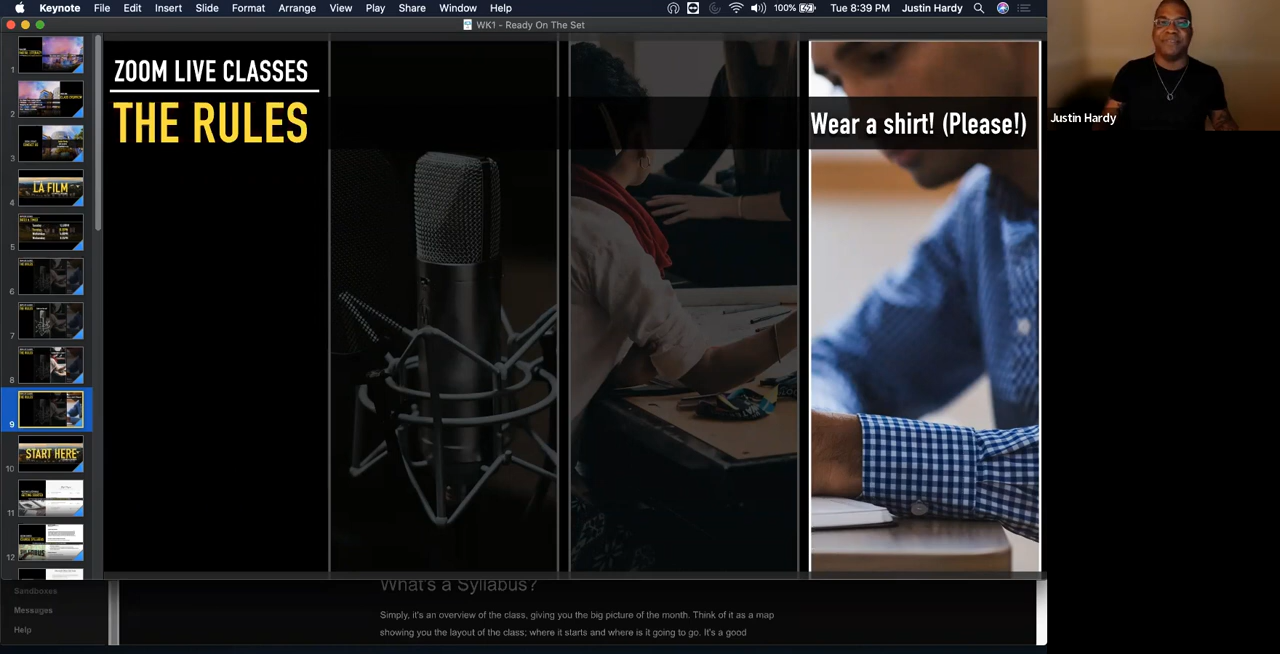 Keynote File Edit Insert Slide Format Arrange View Play Share Window Help 100% Tue 8:39 PM Justin Hardy
WK1 - Ready On The Set
ZOOM LIVE CLASSES
THE RULES
Wear a shirt! (Please!)
Justin Hardy
1
2
3
4
LA FILM
5
6
7
8
9
10
START HERE
11
12
Sandboxes
Messages
Help
What's a Syllabus?
Simply, it's an overview of the class, giving you the big picture of the month. Think of it as a map
showing you the layout of the class; where it starts and where is it going to go. It's a good